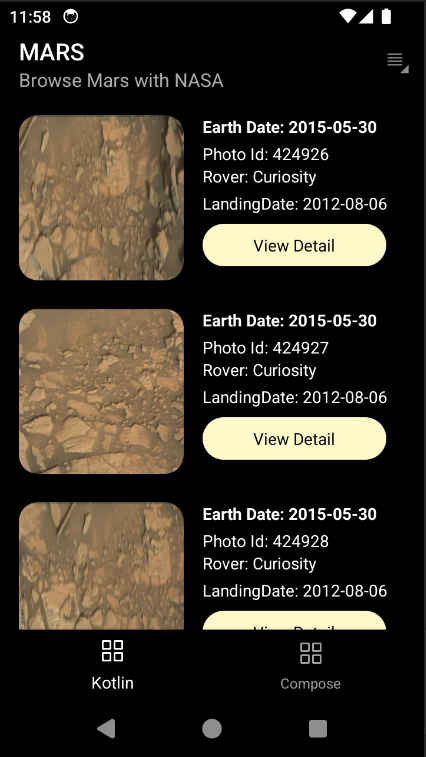 11:58
MARS
Browse Mars with NASA
Earth Date: 2015-05-30
Photo Id: 424926
Rover: Curiosity
LandingDate: 2012-08-06
View Detail
Earth Date: 2015-05-30
Photo Id: 424927
Rover: Curiosity
LandingDate: 2012-08-06
View Detail
Earth Date: 2015-05-30
Photo Id: 424928
Rover: Curiosity
LandingDate: 2012-08-06
View Detail
Kotlin
Compose